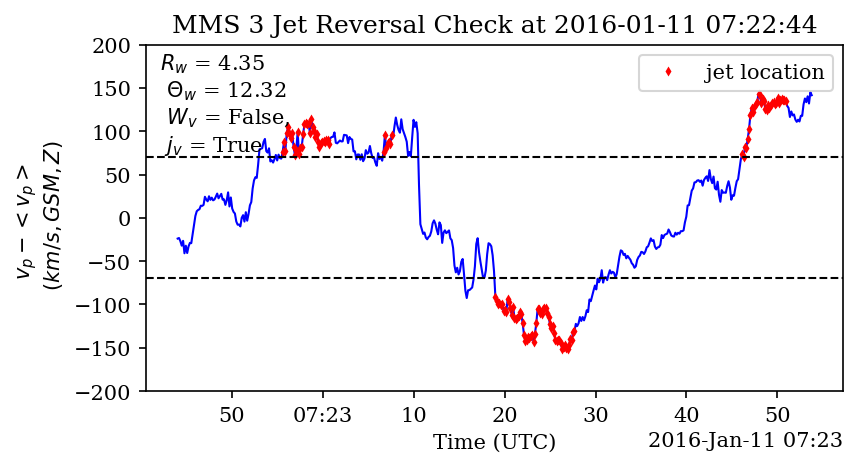 MMS 3 Jet Reversal Check at 2016-01-11 07:22:44
200
150
100
50
0
−50
−100
−150
−200
v_p − < v_p >
(km/s, GSM, Z)
R_w = 4.35
Θ_w = 12.32
W_v = False,
j_v = True
jet location
50 07:23 10 20 30 40 50
Time (UTC)
2016-Jan-11 07:23